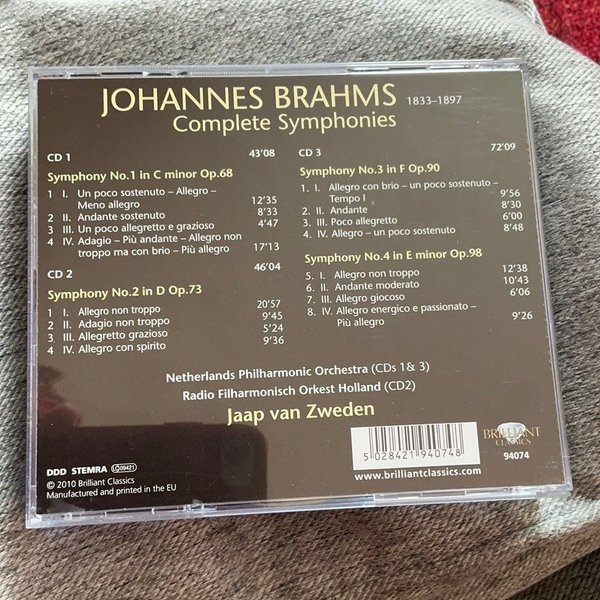 JOHANNES BRAHMS 1833–1897
Complete Symphonies
CD 1 43'08
Symphony No.1 in C minor Op.68
1 I. Un poco sostenuto – Allegro –
Meno allegro 12'35
2 II. Andante sostenuto 8'33
3 III. Un poco allegretto e grazioso 4'47
4 IV. Adagio – Più andante – Allegro non
troppo ma con brio – Più allegro 17'13
CD 2 46'04
Symphony No.2 in D Op.73
1 I. Allegro non troppo 20'57
2 II. Adagio non troppo 9'45
3 III. Allegretto grazioso 5'24
4 IV. Allegro con spirito 9'36
CD 3 72'09
Symphony No.3 in F Op.90
1. I. Allegro con brio – un poco sostenuto –
Tempo I 9'56
2. II. Andante 8'30
3. III. Poco allegretto 6'00
4. IV. Allegro – un poco sostenuto 8'48
Symphony No.4 in E minor Op.98
5. I. Allegro non troppo 12'38
6. II. Andante moderato 10'43
7. III. Allegro giocoso 6'06
8. IV. Allegro energico e passionato –
Più allegro 9'26
Netherlands Philharmonic Orchestra (CDs 1 & 3)
Radio Filharmonisch Orkest Holland (CD2)
Jaap van Zweden
DDD STEMRA LC09421
© 2010 Brilliant Classics
Manufactured and printed in the EU
5 028421 940748
www.brilliantclassics.com
BRILLIANT
CLASSICS
94074